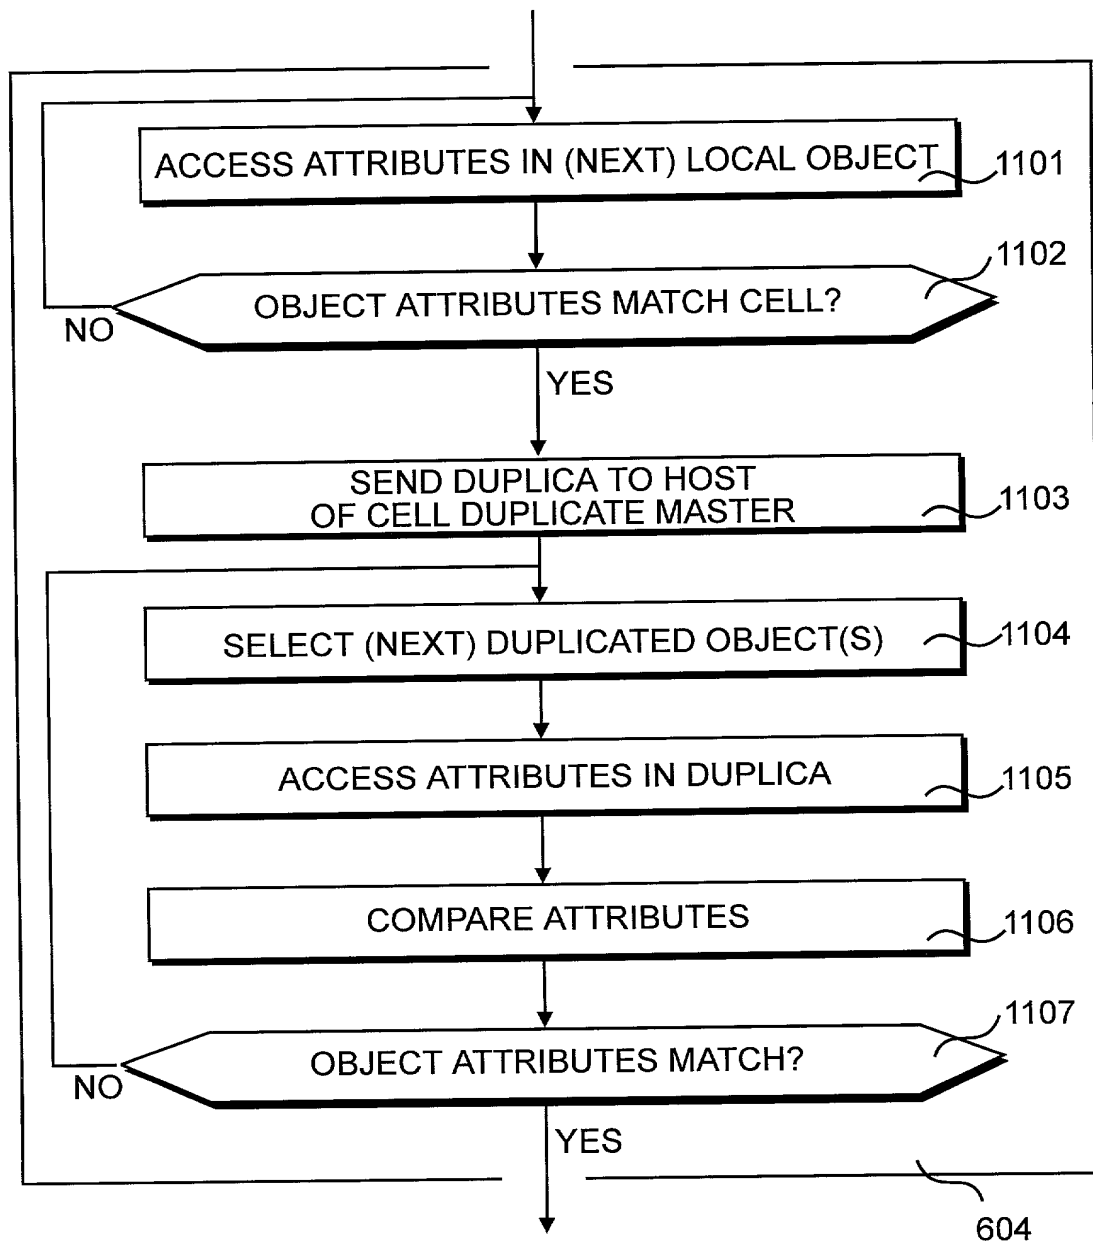 ACCESS ATTRIBUTES IN (NEXT) LOCAL OBJECT
1101
1102
OBJECT ATTRIBUTES MATCH CELL?
NO
YES
SEND DUPLICA TO HOST
OF CELL DUPLICATE MASTER
1103
SELECT (NEXT) DUPLICATED OBJECT(S)
1104
ACCESS ATTRIBUTES IN DUPLICA
1105
COMPARE ATTRIBUTES
1106
1107
OBJECT ATTRIBUTES MATCH?
NO
YES
604